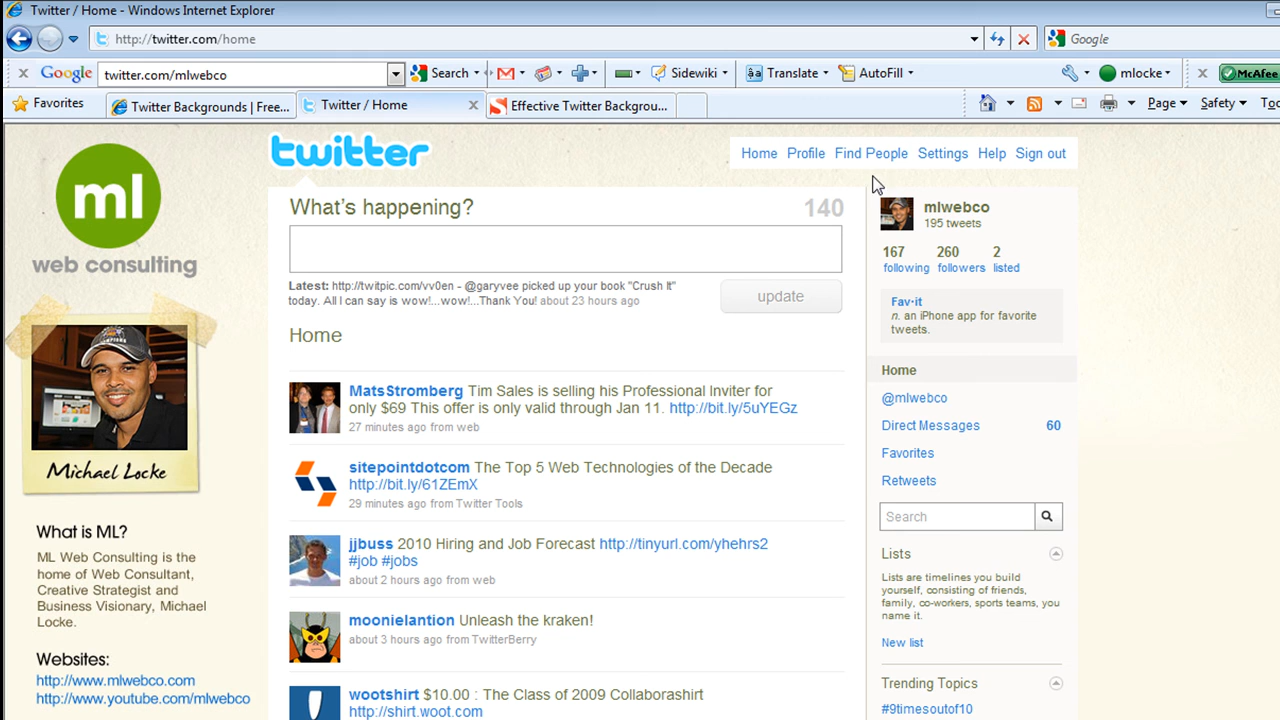 Twitter / Home - Windows Internet Explorer
http://twitter.com/home
Google
Google
twitter.com/mlwebco
Search
Sidewiki
Translate
AutoFill
mlocke
McAfee
Favorites
Twitter Backgrounds | Free...
Twitter / Home
Effective Twitter Backgrou...
Page
Safety
Too
twitter
Home Profile Find People Settings Help Sign out
ml
web consulting
Michael Locke
What is ML?
ML Web Consulting is the
home of Web Consultant,
Creative Strategist and
Business Visionary, Michael
Locke.
Websites:
http://www.mlwebco.com
http://www.youtube.com/mlwebco
What's happening?
140
Latest: http://twitpic.com/vv0en - @garyvee picked up your book "Crush It"
today. All I can say is wow!...wow!...Thank You! about 23 hours ago
update
Home
MatsStromberg Tim Sales is selling his Professional Inviter for
only $69 This offer is only valid through Jan 11. http://bit.ly/5uYEGz
27 minutes ago from web
sitepointdotcom The Top 5 Web Technologies of the Decade
http://bit.ly/61ZEmX
29 minutes ago from Twitter Tools
jjbuss 2010 Hiring and Job Forecast http://tinyurl.com/yhehrs2
#job #jobs
about 2 hours ago from web
moonielantion Unleash the kraken!
about 3 hours ago from TwitterBerry
wootshirt $10.00 : The Class of 2009 Collaborashirt
http://shirt.woot.com
mlwebco
195 tweets
167 260 2
following followers listed
Fav·it
n. an iPhone app for favorite
tweets.
Home
@mlwebco
Direct Messages 60
Favorites
Retweets
Search
Lists
Lists are timelines you build
yourself, consisting of friends,
family, co-workers, sports teams, you
name it.
New list
Trending Topics
#9timesoutof10